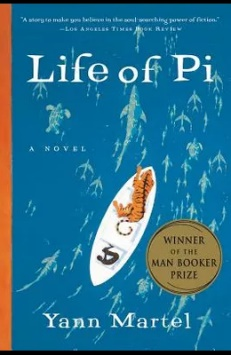 "A story to make you believe in the soul-searching power of fiction."
—LOS ANGELES TIMES BOOK REVIEW
Life of Pi
A NOVEL
WINNER
OF THE
MAN BOOKER
PRIZE
Yann Martel